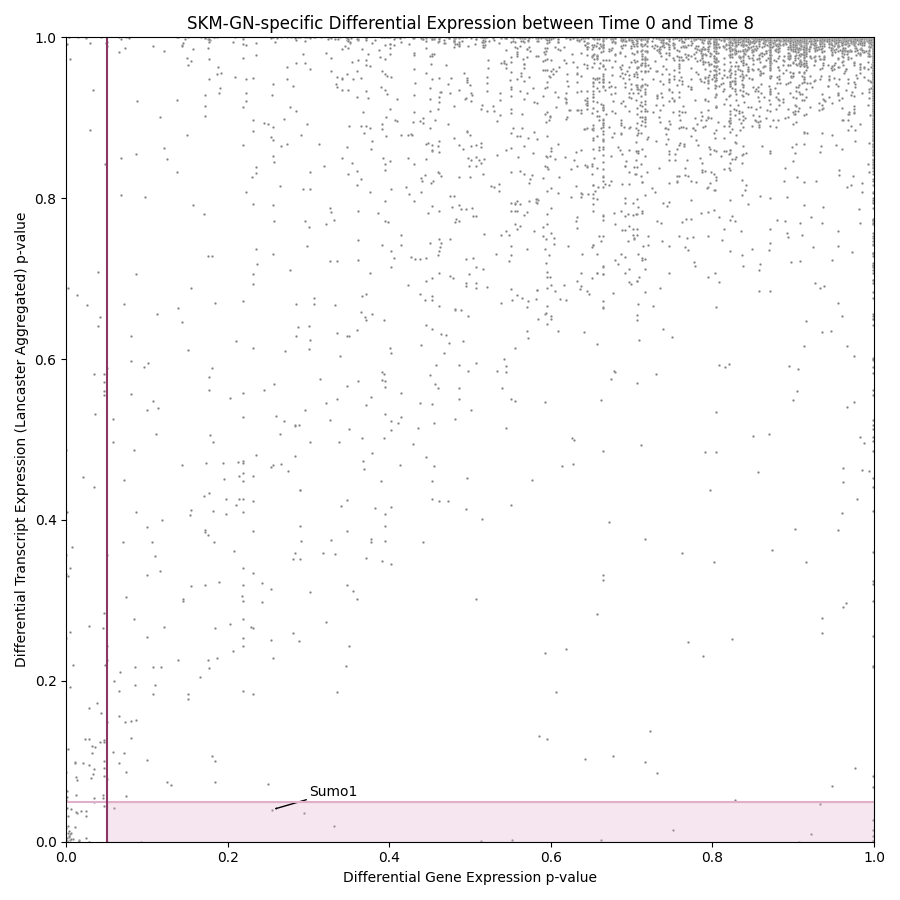 SKM-GN-specific Differential Expression between Time 0 and Time 8
Differential Transcript Expression (Lancaster Aggregated) p-value
1.0
0.8
0.6
0.4
0.2
0.0
Sumo1
0.0 0.2 0.4 0.6 0.8 1.0
Differential Gene Expression p-value